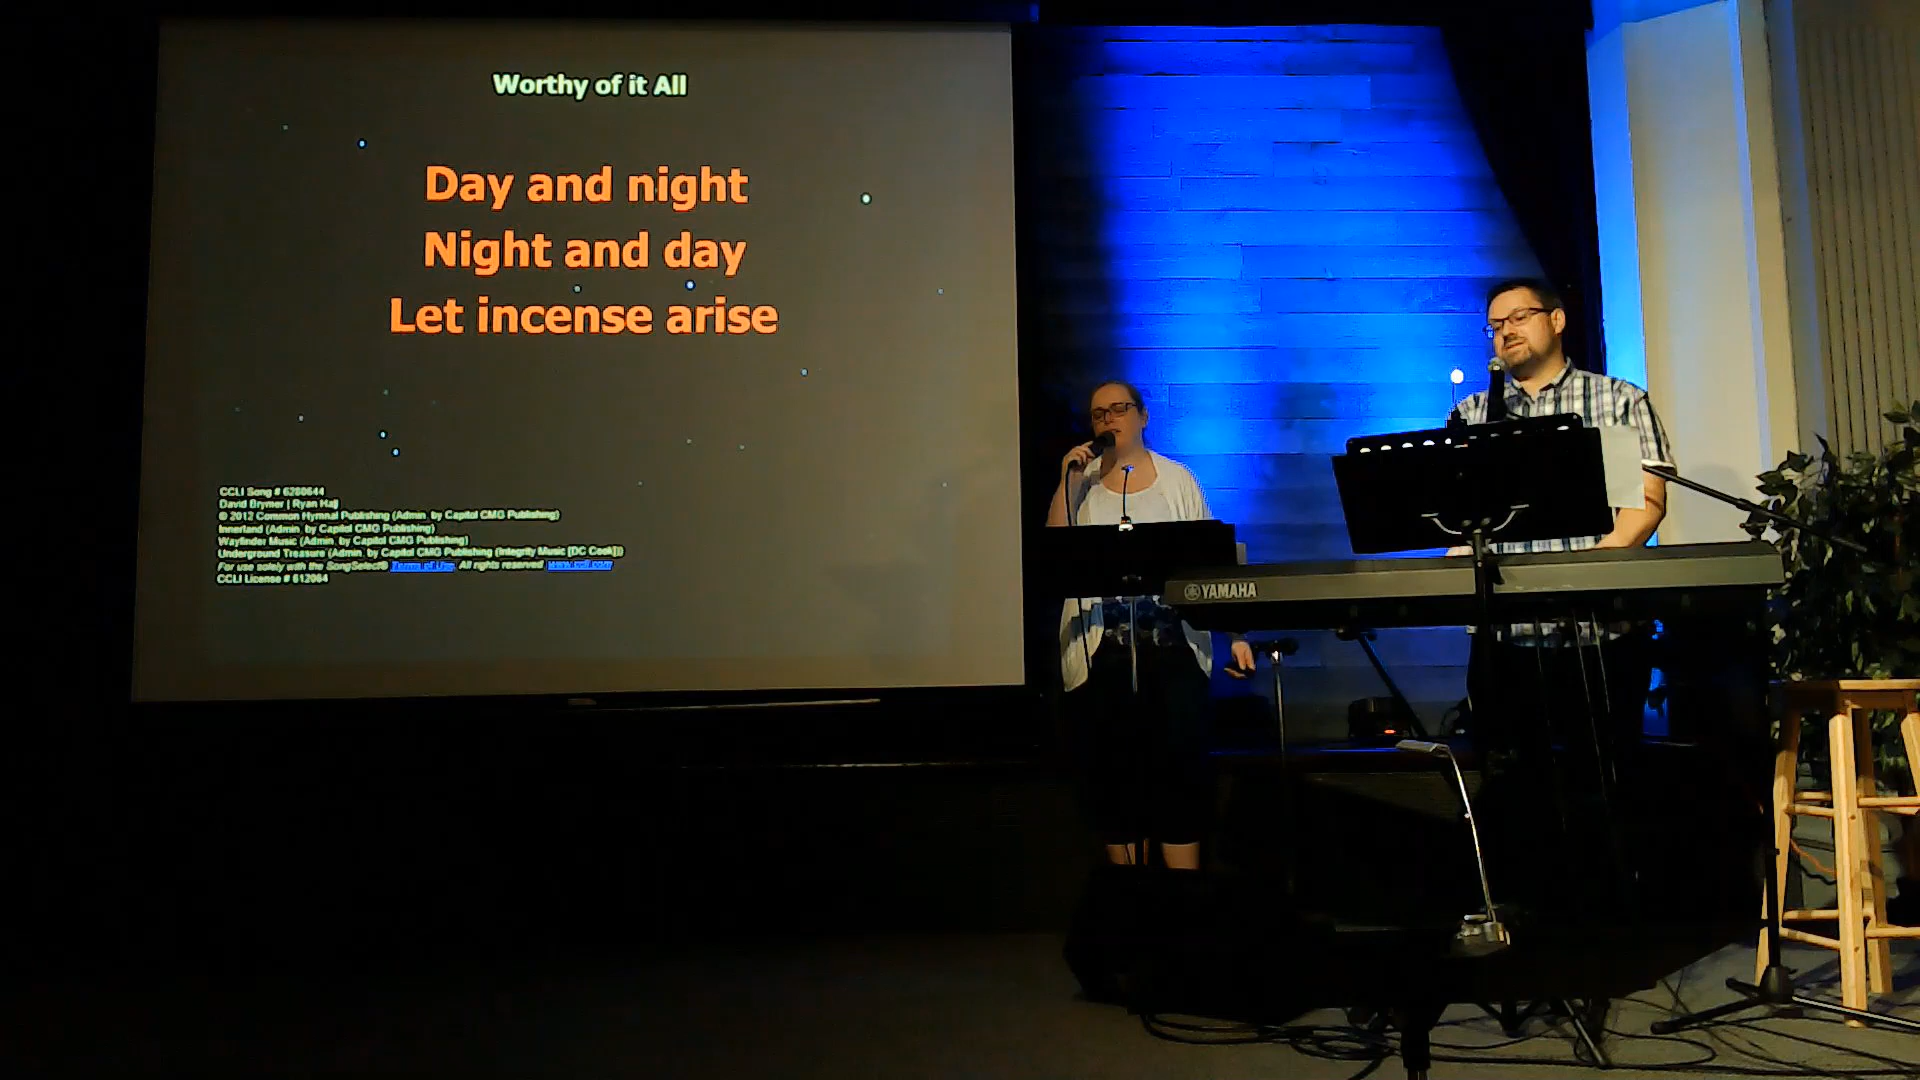 Worthy of it All
Day and night
Night and day
Let incense arise
CCLI Song # 6280644
David Brymer | Ryan Hall
© 2012 Common Hymnal Publishing (Admin. by Capitol CMG Publishing)
Innerland (Admin. by Capitol CMG Publishing)
Wayfinder Music (Admin. by Capitol CMG Publishing)
Underground Treasure (Admin. by Capitol CMG Publishing (Integrity Music [DC Cook]))
For use solely with the SongSelect® Terms of Use. All rights reserved. www.ccli.com
CCLI License # 612064
YAMAHA